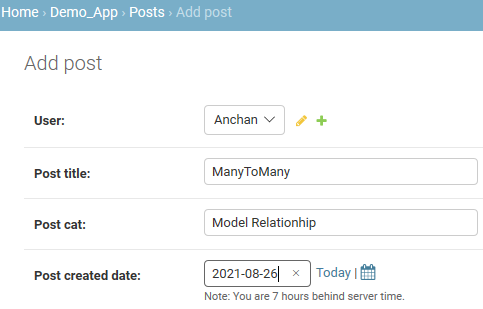 Home › Demo_App › Posts › Add post
Add post
User: Anchan
Post title: ManyToMany
Post cat: Model Relationhip
Post created date: 2021-08-26 × Today |
Note: You are 7 hours behind server time.